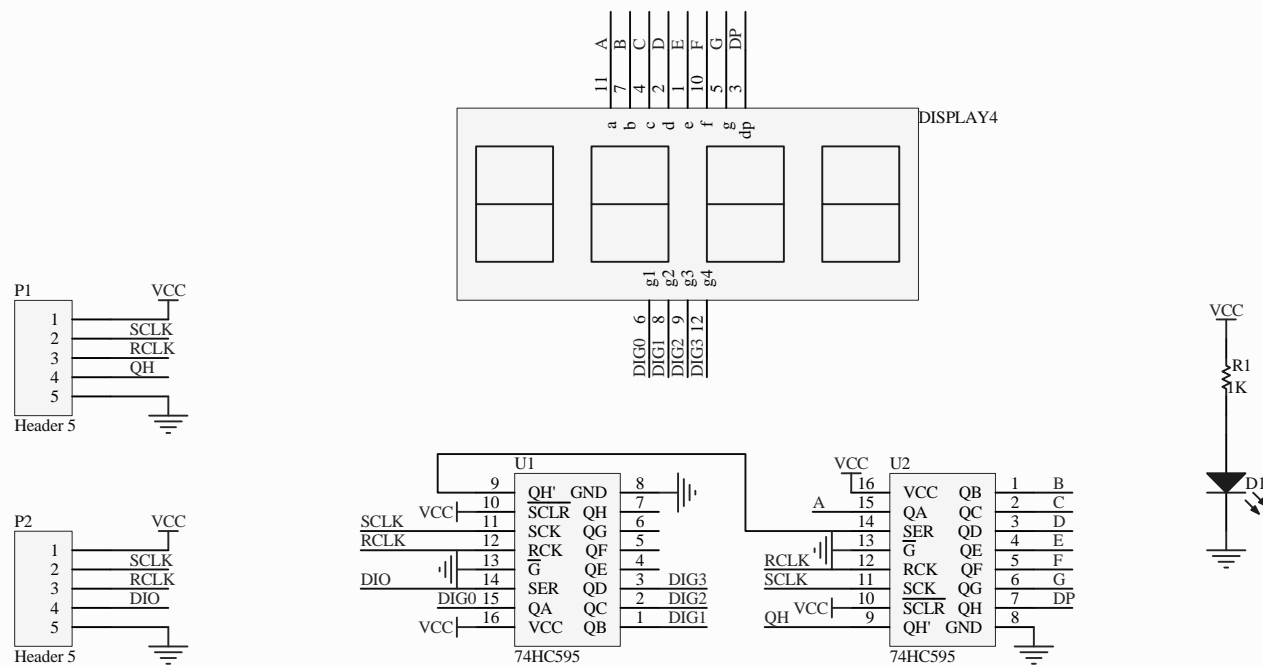 A B C D E F G DP
11 7 4 2 1 10 5 3
a b c d e f g dp
DISPLAY4
g1 g2 g3 g4
6 8 9 12
DIG0 DIG1 DIG2 DIG3
P1
VCC
1
2 SCLK
3 RCLK
4 QH
5
Header 5
P2
VCC
1
2 SCLK
3 RCLK
4 DIO
5
Header 5
U1
9 QH' GND 8
VCC 10 SCLR QH 7
SCLK 11 SCK QG 6
RCLK 12 RCK QF 5
13 G QE 4
DIO 14 SER QD 3 DIG3
DIG0 15 QA QC 2 DIG2
VCC 16 VCC QB 1 DIG1
74HC595
U2
VCC 16 VCC QB 1 B
A 15 QA QC 2 C
14 SER QD 3 D
13 G QE 4 E
RCLK 12 RCK QF 5 F
SCLK 11 SCK QG 6 G
VCC 10 SCLR QH 7 DP
QH 9 QH' GND 8
74HC595
VCC
R1
1K
D1